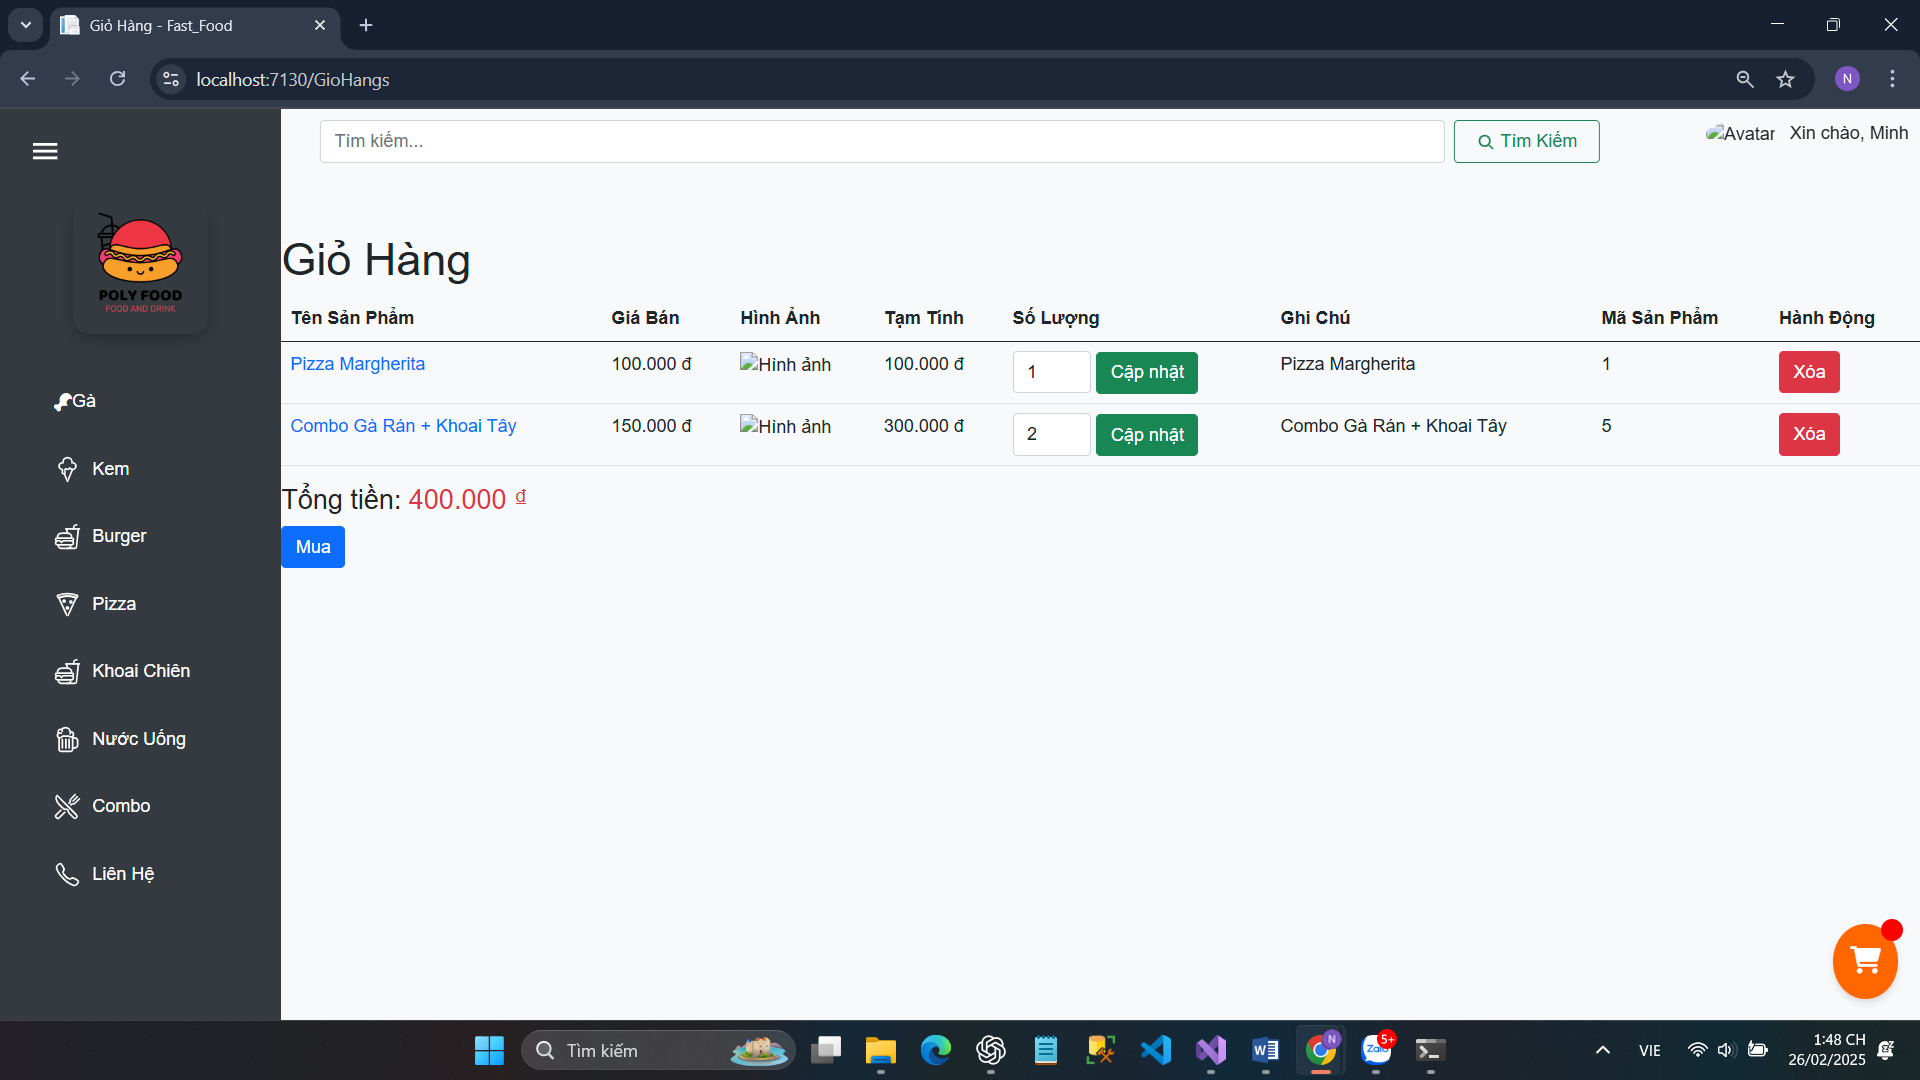 Giỏ Hàng - Fast_Food
localhost:7130/GioHangs
N
Tìm kiếm...
Tìm Kiếm
Avatar
Xin chào, Minh
POLY FOOD
FOOD AND DRINK
Gà
Kem
Burger
Pizza
Khoai Chiên
Nước Uống
Combo
Liên Hệ
Giỏ Hàng
Tên Sản Phẩm Giá Bán Hình Ảnh Tạm Tính Số Lượng Ghi Chú Mã Sản Phẩm Hành Động
Pizza Margherita 100.000 đ Hình ảnh 100.000 đ 1 Cập nhật Pizza Margherita 1 Xóa
Combo Gà Rán + Khoai Tây 150.000 đ Hình ảnh 300.000 đ 2 Cập nhật Combo Gà Rán + Khoai Tây 5 Xóa
Tổng tiền: 400.000 ₫
Mua
Tìm kiếm
W
N
Zalo
5+
VIE
1:48 CH
26/02/2025